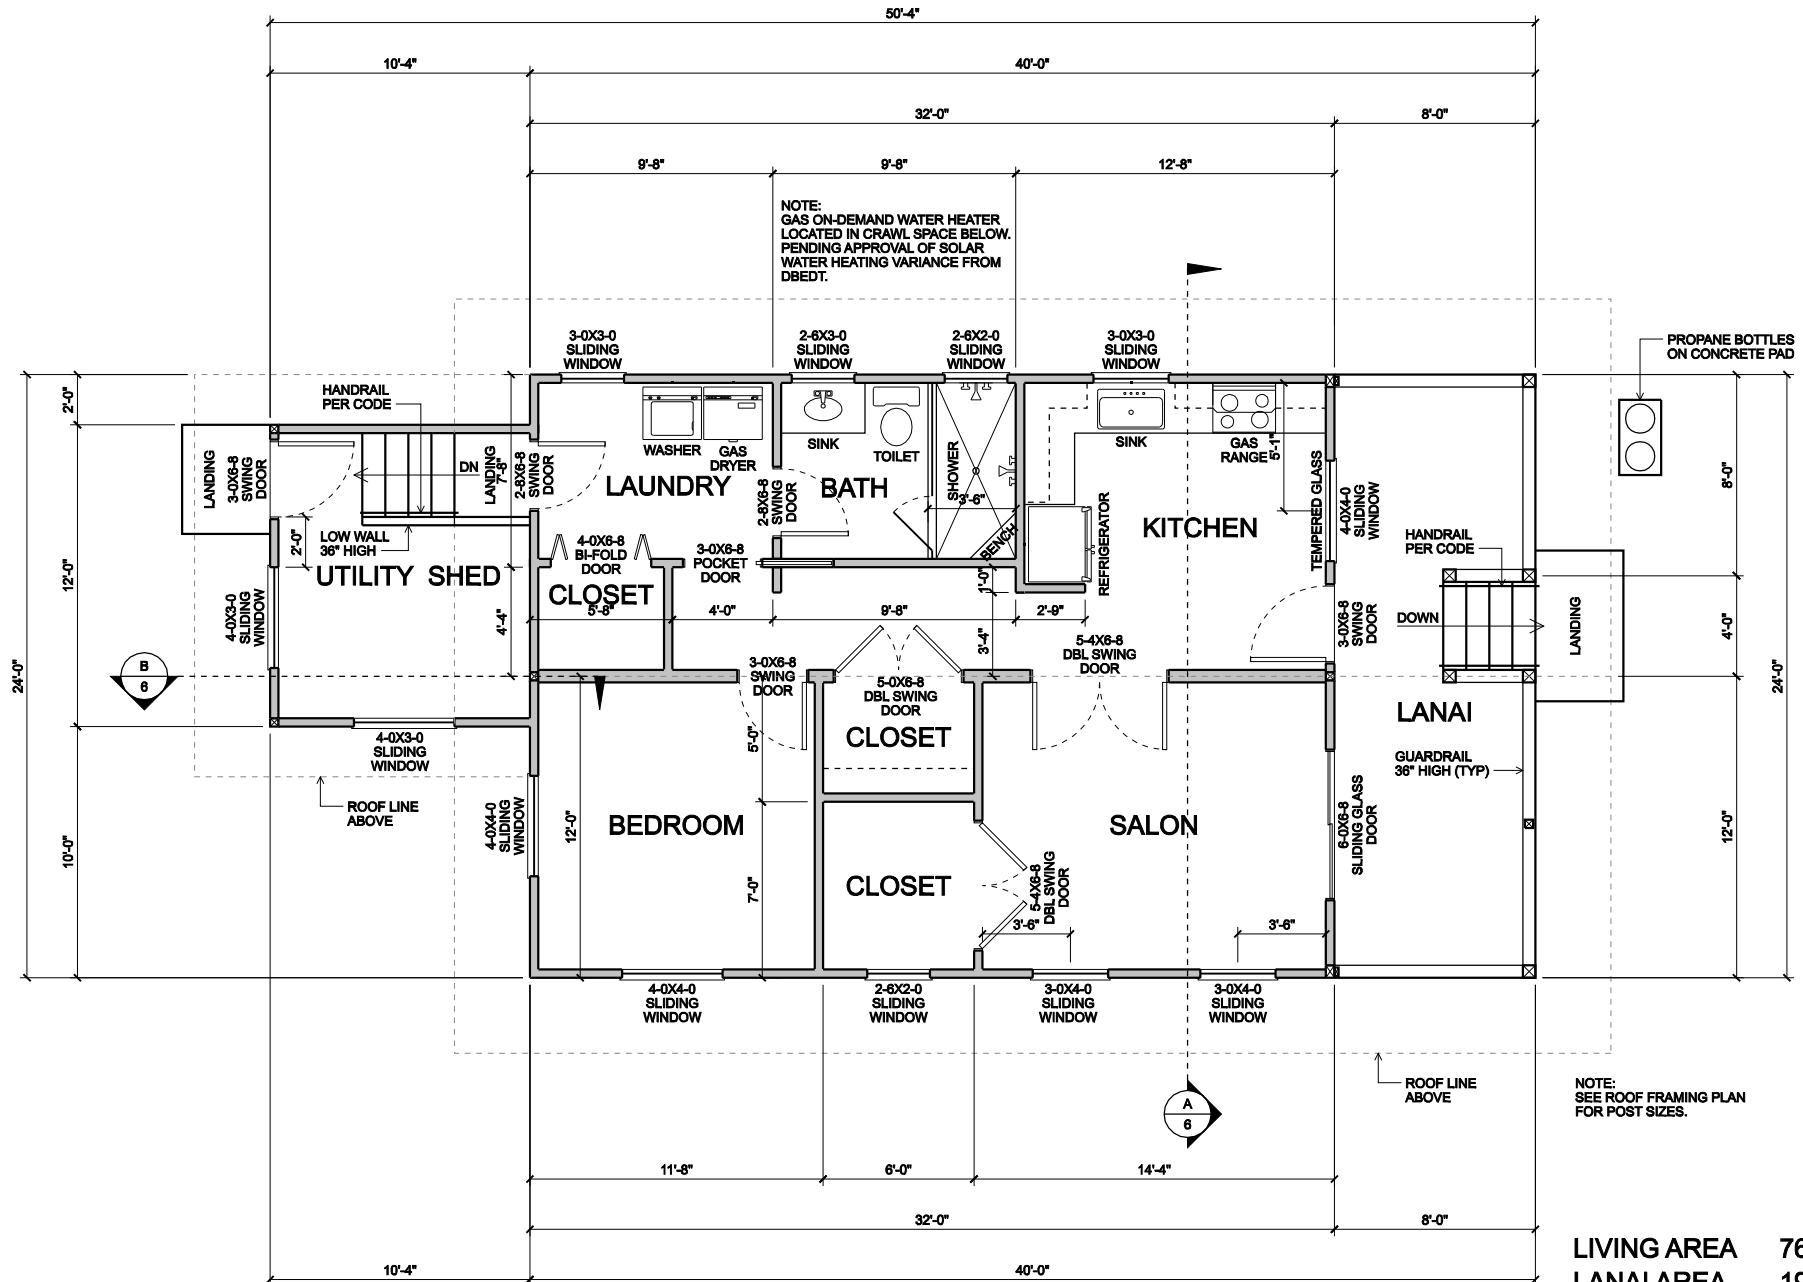 50'-4"
10'-4"
40'-0"
32'-0"
8'-0"
9'-8"
9'-8"
12'-8"
NOTE:
GAS ON-DEMAND WATER HEATER
LOCATED IN CRAWL SPACE BELOW.
PENDING APPROVAL OF SOLAR
WATER HEATING VARIANCE FROM
DBEDT.
3-0X3-0
SLIDING
WINDOW
2-6X3-0
SLIDING
WINDOW
2-6X2-0
SLIDING
WINDOW
3-0X3-0
SLIDING
WINDOW
PROPANE BOTTLES
ON CONCRETE PAD
HANDRAIL
PER CODE
2'-0"
12'-0"
10'-0"
24'-0"
LANDING
3-0X6-8
SWING
DOOR
DN
LANDING
7'-8"
2-8X6-8
SWING
DOOR
2'-0"
LOW WALL
36" HIGH
UTILITY SHED
4-0X3-0
SLIDING
WINDOW
4'-4"
B
6
4-0X3-0
SLIDING
WINDOW
ROOF LINE
ABOVE
WASHER
GAS
DRYER
LAUNDRY
4-0X6-8
BI-FOLD
DOOR
3-0X6-8
POCKET
DOOR
CLOSET
5'-8"
4'-0"
9'-8"
2'-9"
SINK
TOILET
BATH
2-8X6-8
SWING
DOOR
SHOWER
3'-6"
BENCH
1'-0"
3'-4"
SINK
GAS
RANGE
5'-1"
KITCHEN
REFRIGERATOR
TEMPERED GLASS
4-0X4-0
SLIDING
WINDOW
3-0X6-8
SWING
DOOR
HANDRAIL
PER CODE
DOWN
LANDING
8'-0"
4'-0"
12'-0"
24'-0"
LANAI
GUARDRAIL
36" HIGH (TYP)
3-0X6-8
SWING
DOOR
5-0X6-8
DBL SWING
DOOR
5-4X6-8
DBL SWING
DOOR
CLOSET
5'-0"
7'-0"
12'-0"
4-0X4-0
SLIDING
WINDOW
BEDROOM
CLOSET
SALON
5-4X6-8
DBL SWING
DOOR
3'-6"
3'-6"
6-0X6-8
SLIDING GLASS
DOOR
4-0X4-0
SLIDING
WINDOW
2-6X2-0
SLIDING
WINDOW
3-0X4-0
SLIDING
WINDOW
3-0X4-0
SLIDING
WINDOW
ROOF LINE
ABOVE
NOTE:
SEE ROOF FRAMING PLAN
FOR POST SIZES.
A
6
11'-8"
6'-0"
14'-4"
32'-0"
8'-0"
10'-4"
40'-0"
LIVING AREA 76
LANAI AREA